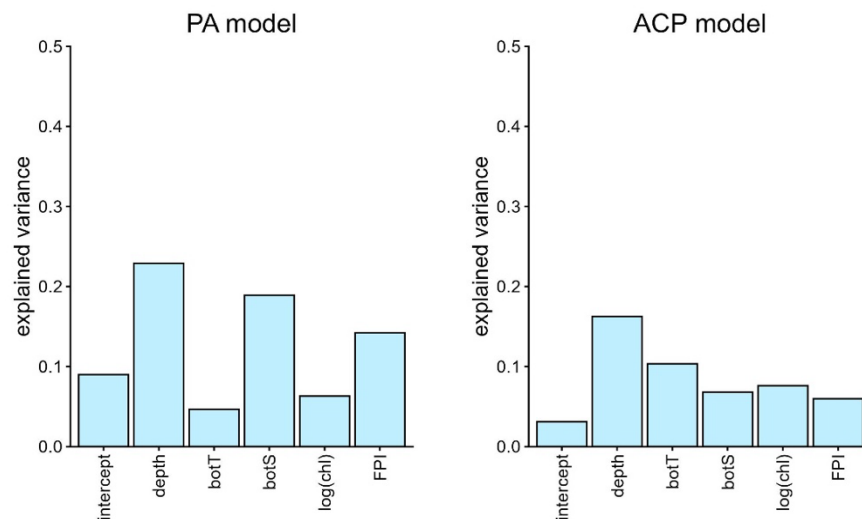 PA model
explained variance
0.5
0.4
0.3
0.2
0.1
0.0
intercept
depth
botT
botS
log(chl)
FPI
ACP model
explained variance
0.5
0.4
0.3
0.2
0.1
0.0
intercept
depth
botT
botS
log(chl)
FPI